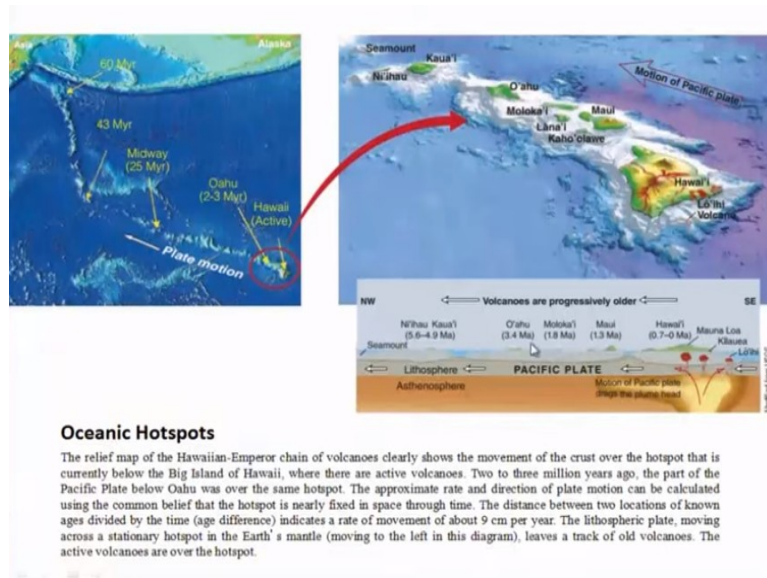 Asia
Alaska
60 Myr
43 Myr
Midway
(25 Myr)
Oahu
(2-3 Myr)
Hawaii
(Active)
Plate motion
Seamount
Kaua'i
Ni'ihau
O'ahu
Moloka'i
Maui
Lāna'i
Kaho'olawe
Hawai'i
Lō'ihi
Volcano
Motion of Pacific plate
NW
Volcanoes are progressively older
SE
Ni'ihau Kaua'i
(5.6-4.9 Ma)
O'ahu
(3.4 Ma)
Moloka'i
(1.8 Ma)
Maui
(1.3 Ma)
Hawai'i
(0.7-0 Ma)
Mauna Loa
Kilauea
Lō'ihi
Seamount
Lithosphere
PACIFIC PLATE
Asthenosphere
Motion of Pacific plate
drags the plume head
Oceanic Hotspots
The relief map of the Hawaiian-Emperor chain of volcanoes clearly shows the movement of the crust over the hotspot that is
currently below the Big Island of Hawaii, where there are active volcanoes. Two to three million years ago, the part of the
Pacific Plate below Oahu was over the same hotspot. The approximate rate and direction of plate motion can be calculated
using the common belief that the hotspot is nearly fixed in space through time. The distance between two locations of known
ages divided by the time (age difference) indicates a rate of movement of about 9 cm per year. The lithospheric plate, moving
across a stationary hotspot in the Earth's mantle (moving to the left in this diagram), leaves a track of old volcanoes. The
active volcanoes are over the hotspot.